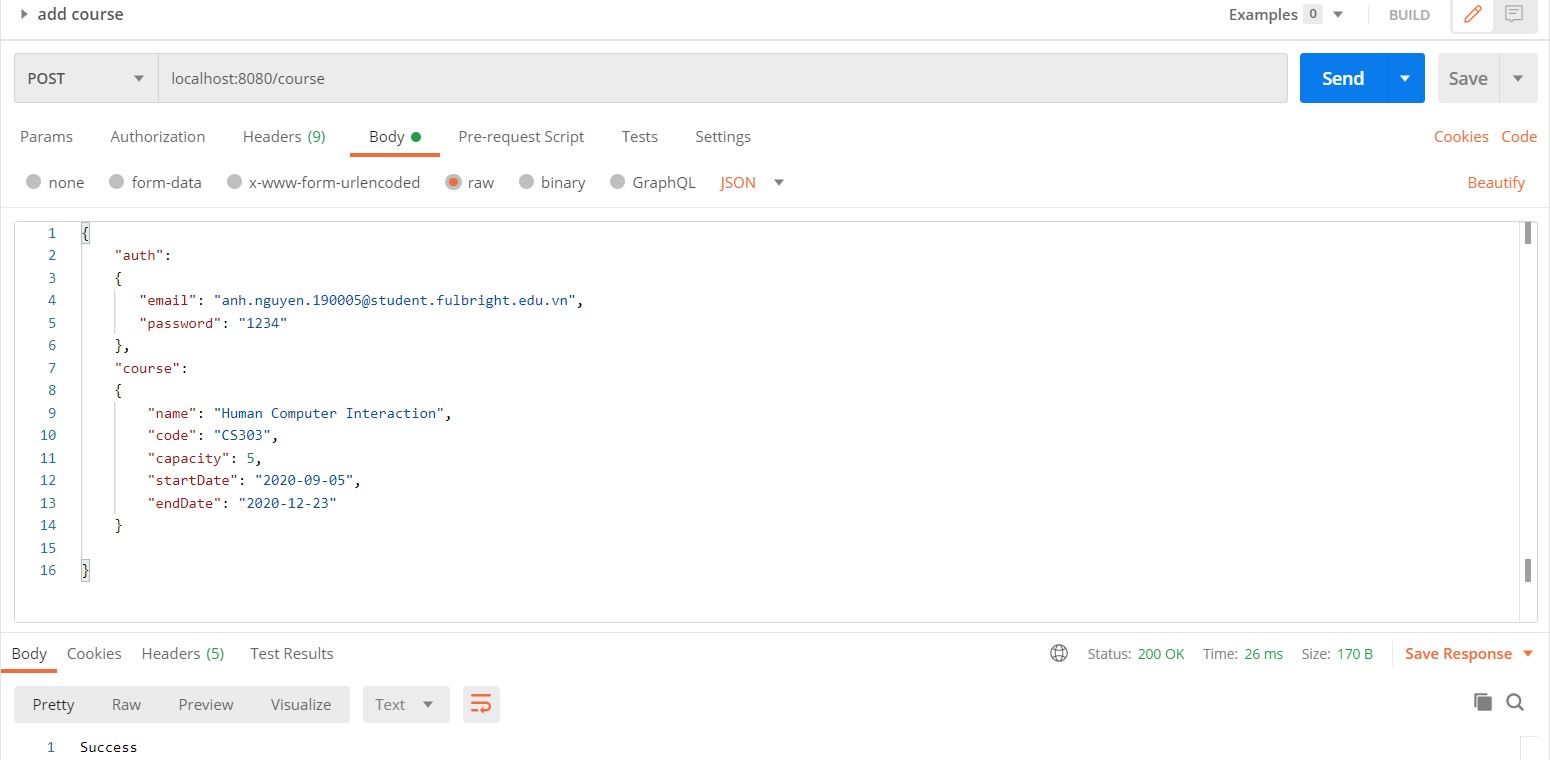 add course Examples 0 BUILD
POST localhost:8080/course Send Save
Params Authorization Headers (9) Body Pre-request Script Tests Settings Cookies Code
none form-data x-www-form-urlencoded raw binary GraphQL JSON Beautify
1 {
2 "auth":
3 {
4 "email": "anh.nguyen.190005@student.fulbright.edu.vn",
5 "password": "1234"
6 },
7 "course":
8 {
9 "name": "Human Computer Interaction",
10 "code": "CS303",
11 "capacity": 5,
12 "startDate": "2020-09-05",
13 "endDate": "2020-12-23"
14 }
15
16 }
Body Cookies Headers (5) Test Results Status: 200 OK Time: 26 ms Size: 170 B Save Response
Pretty Raw Preview Visualize Text
1 Success